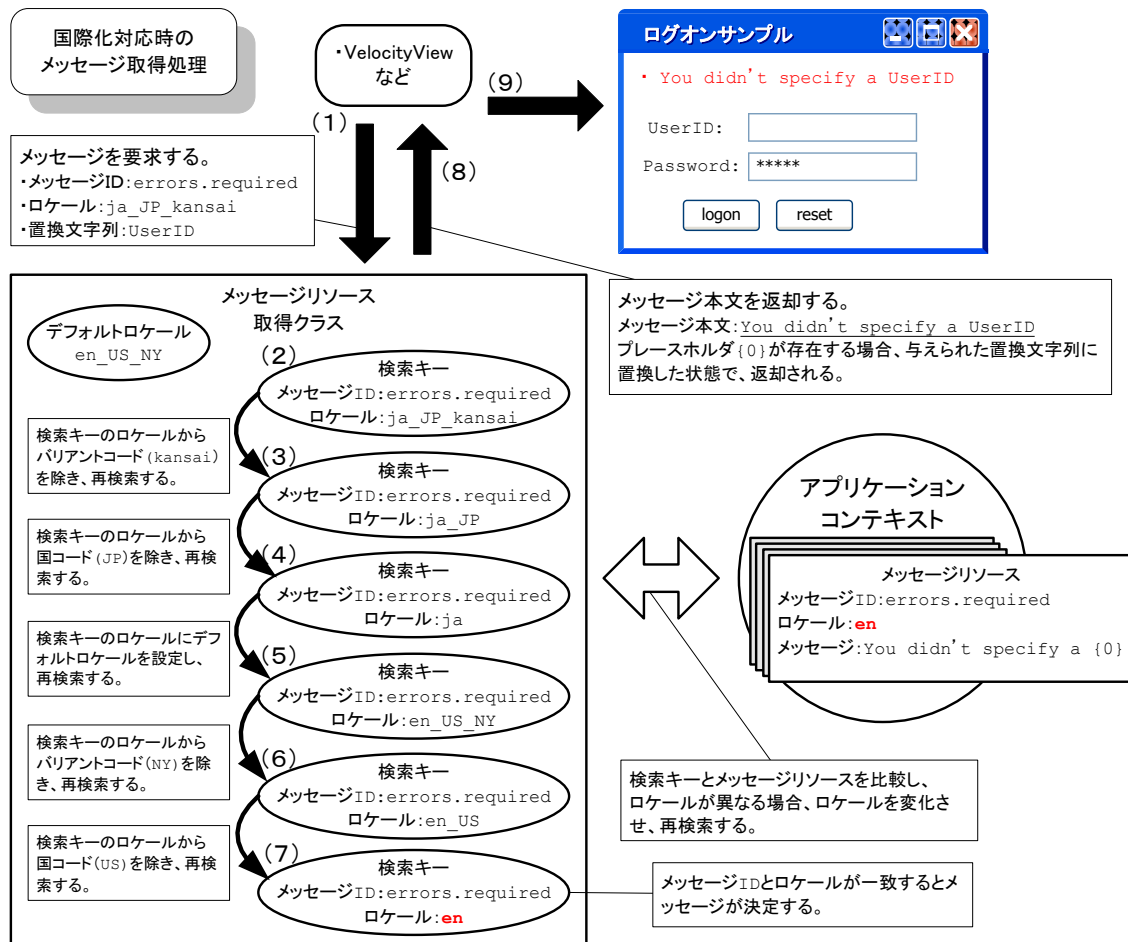 国際化対応時の
メッセージ取得処理
・VelocityView
など
(1)
(8)
(9)
ログオンサンプル
・ You didn't specify a UserID
UserID:
Password: *****
logon reset
メッセージを要求する。
・メッセージID:errors.required
・ロケール:ja_JP_kansai
・置換文字列:UserID
メッセージ本文を返却する。
メッセージ本文:You didn't specify a UserID
プレースホルダ{0}が存在する場合、与えられた置換文字列に
置換した状態で、返却される。
メッセージリソース
取得クラス
デフォルトロケール
en_US_NY
(2)
検索キー
メッセージID:errors.required
ロケール:ja_JP_kansai
検索キーのロケールから
バリアントコード(kansai)
を除き、再検索する。
(3)
検索キー
メッセージID:errors.required
ロケール:ja_JP
検索キーのロケールから
国コード(JP)を除き、再検
索する。
(4)
検索キー
メッセージID:errors.required
ロケール:ja
検索キーのロケールにデフ
ォルトロケールを設定し、
再検索する。
(5)
検索キー
メッセージID:errors.required
ロケール:en_US_NY
検索キーのロケールから
バリアントコード(NY)を除
き、再検索する。
(6)
検索キー
メッセージID:errors.required
ロケール:en_US
検索キーのロケールから
国コード(US)を除き、再検
索する。
(7)
検索キー
メッセージID:errors.required
ロケール:en
アプリケーション
コンテキスト
メッセージリソース
メッセージID:errors.required
ロケール:en
メッセージ:You didn't specify a {0}
検索キーとメッセージリソースを比較し、
ロケールが異なる場合、ロケールを変化さ
せ、再検索する。
メッセージIDとロケールが一致するとメ
ッセージが決定する。